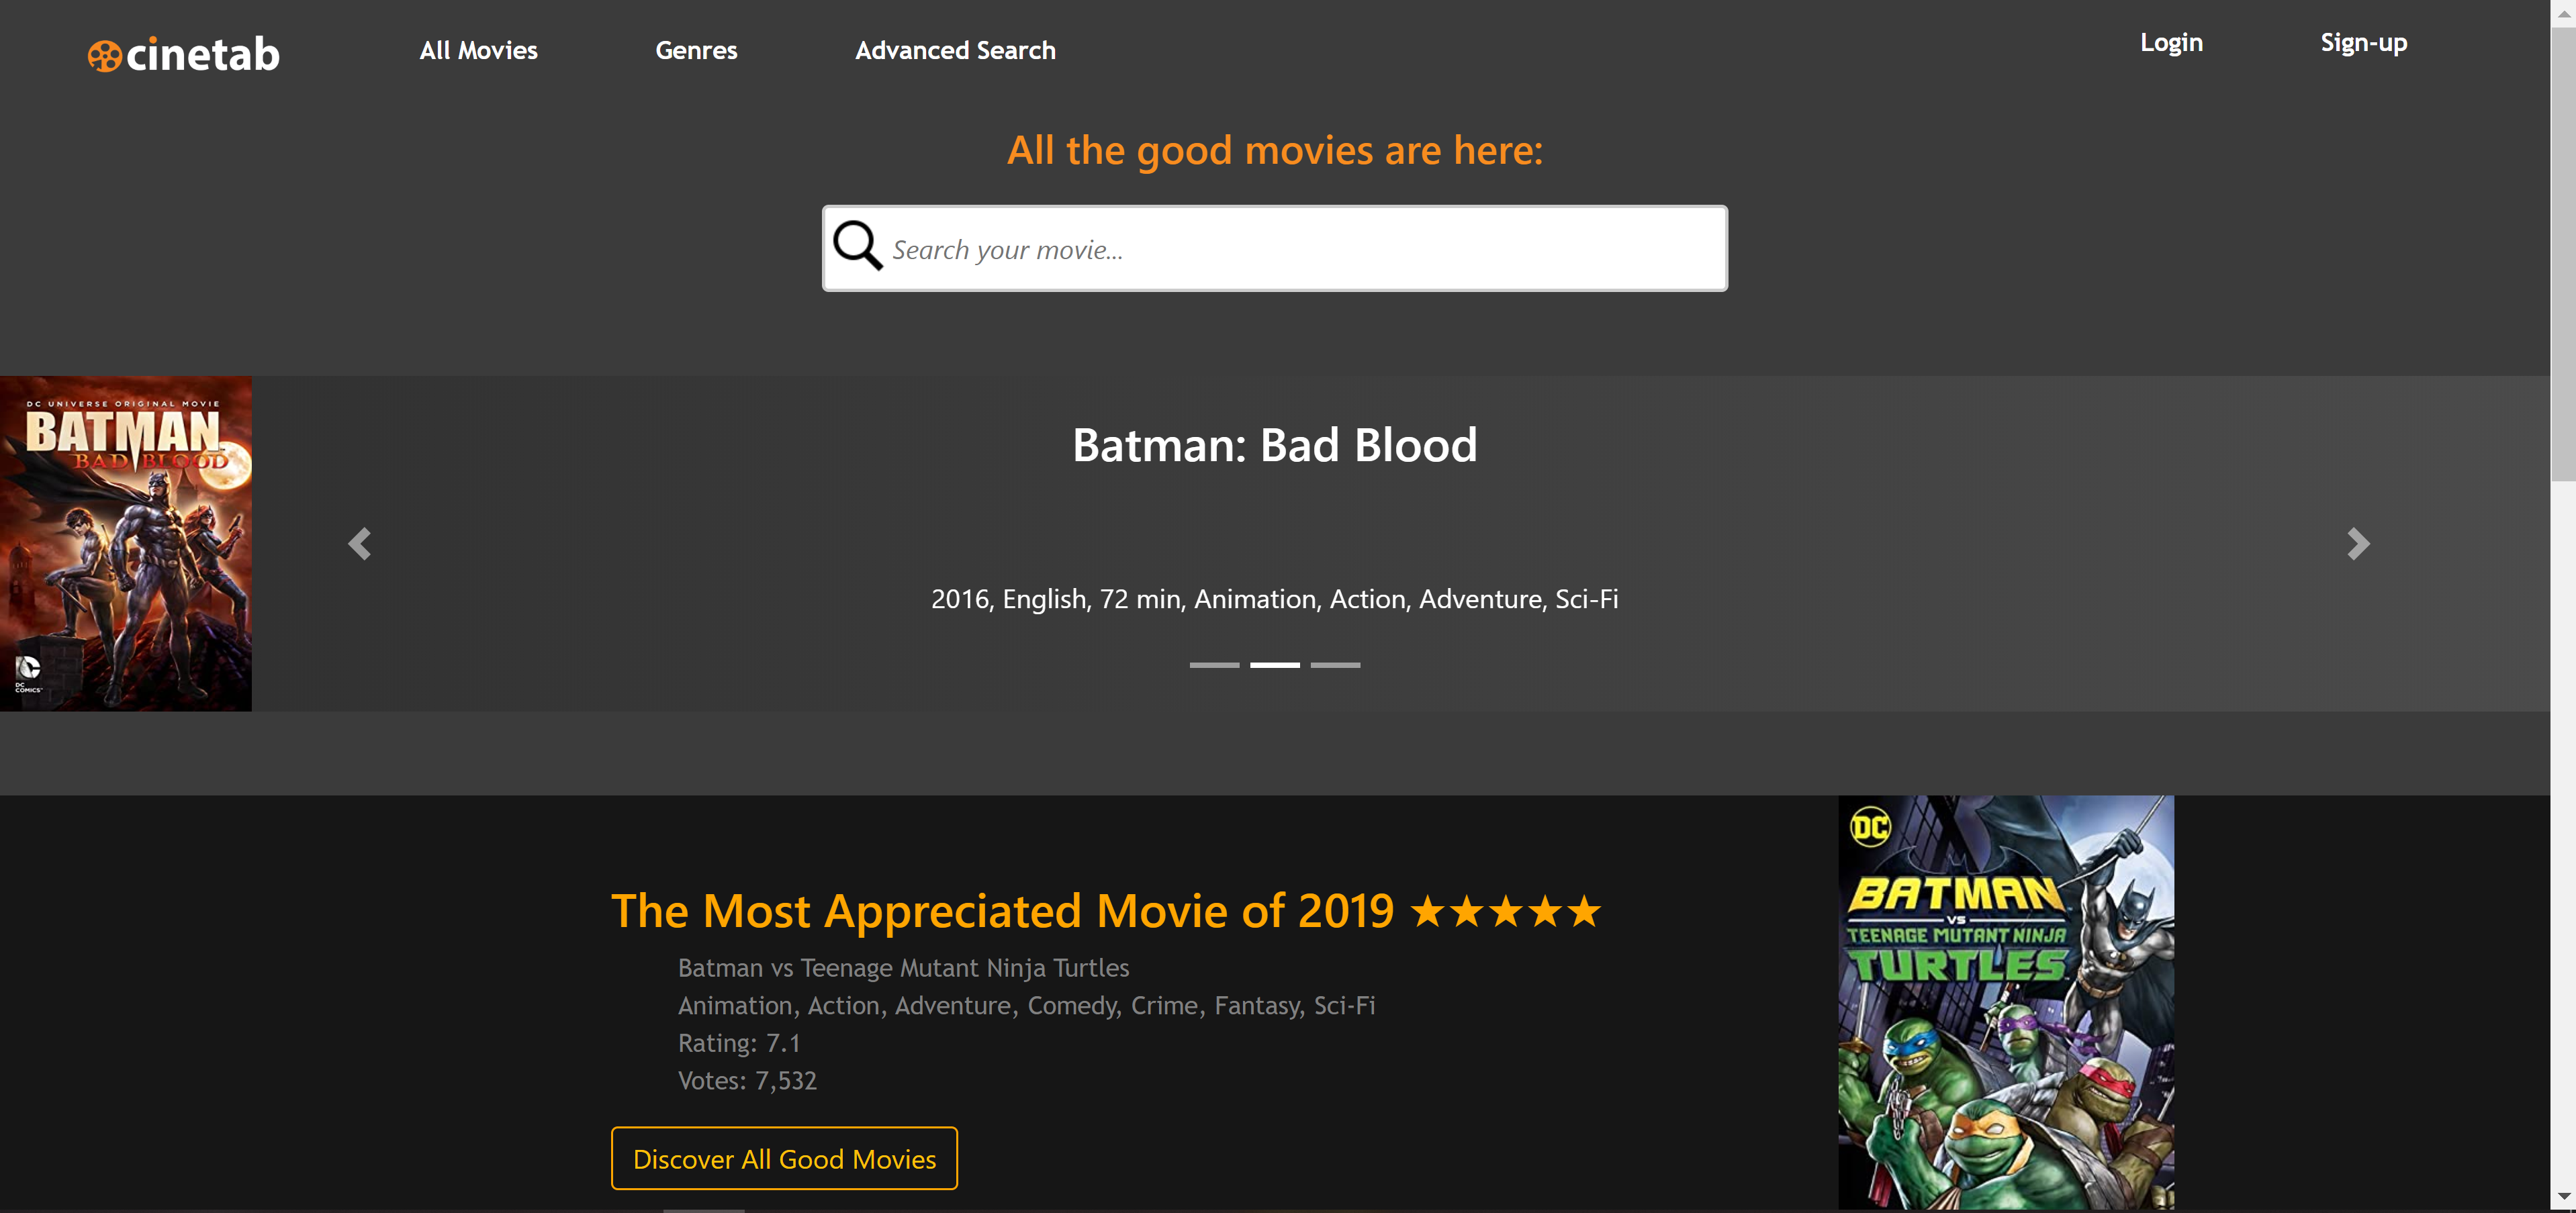 cinetab
All Movies
Genres
Advanced Search
Login
Sign-up
All the good movies are here:
Search your movie...
DC UNIVERSE ORIGINAL MOVIE
BATMAN
BAD BLOOD
DC
COMICS™
Batman: Bad Blood
2016, English, 72 min, Animation, Action, Adventure, Sci-Fi
The Most Appreciated Movie of 2019 ★★★★★
Batman vs Teenage Mutant Ninja Turtles
Animation, Action, Adventure, Comedy, Crime, Fantasy, Sci-Fi
Rating: 7.1
Votes: 7,532
Discover All Good Movies
DC
BATMAN
VS
TEENAGE MUTANT NINJA
TURTLES